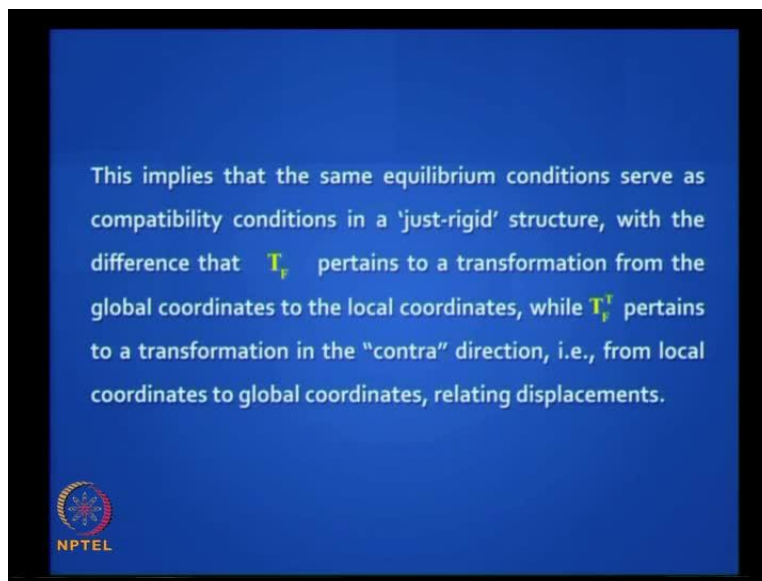 This implies that the same equilibrium conditions serve as
compatibility conditions in a ‘just-rigid’ structure, with the
difference that T_F pertains to a transformation from the
global coordinates to the local coordinates, while T_F^T pertains
to a transformation in the “contra” direction, i.e., from local
coordinates to global coordinates, relating displacements.
NPTEL